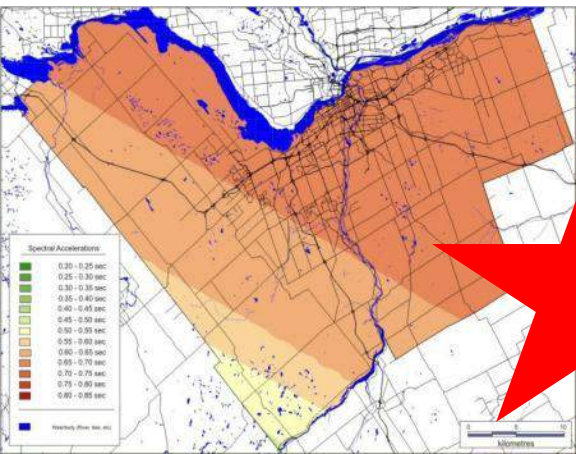 Spectral Accelerations
0.20 - 0.25 sec
0.25 - 0.30 sec
0.30 - 0.35 sec
0.35 - 0.40 sec
0.40 - 0.45 sec
0.45 - 0.50 sec
0.50 - 0.55 sec
0.55 - 0.60 sec
0.60 - 0.65 sec
0.65 - 0.70 sec
0.70 - 0.75 sec
0.75 - 0.80 sec
0.80 - 0.85 sec
Waterbody (River, lake, etc)
0 5 10
kilometres